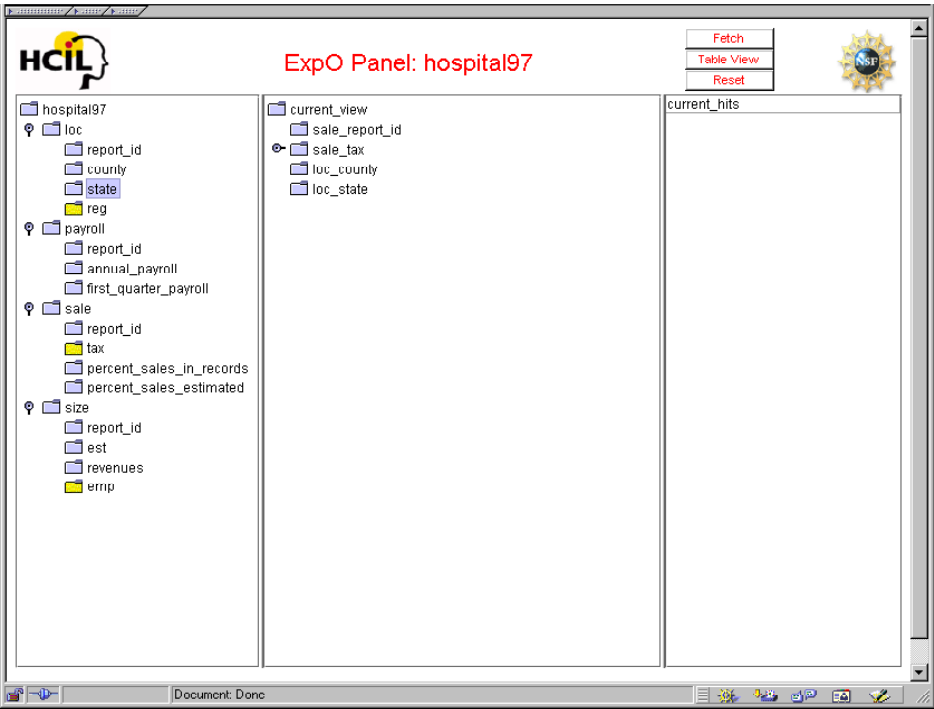 HCIL
ExpO Panel: hospital97
Fetch
Table View
Reset
NSF
hospital97
loc
report_id
county
state
reg
payroll
report_id
annual_payroll
first_quarter_payroll
sale
report_id
tax
percent_sales_in_records
percent_sales_estimated
size
report_id
est
revenues
emp
current_view
sale_report_id
sale_tax
loc_county
loc_state
current_hits
Document: Done